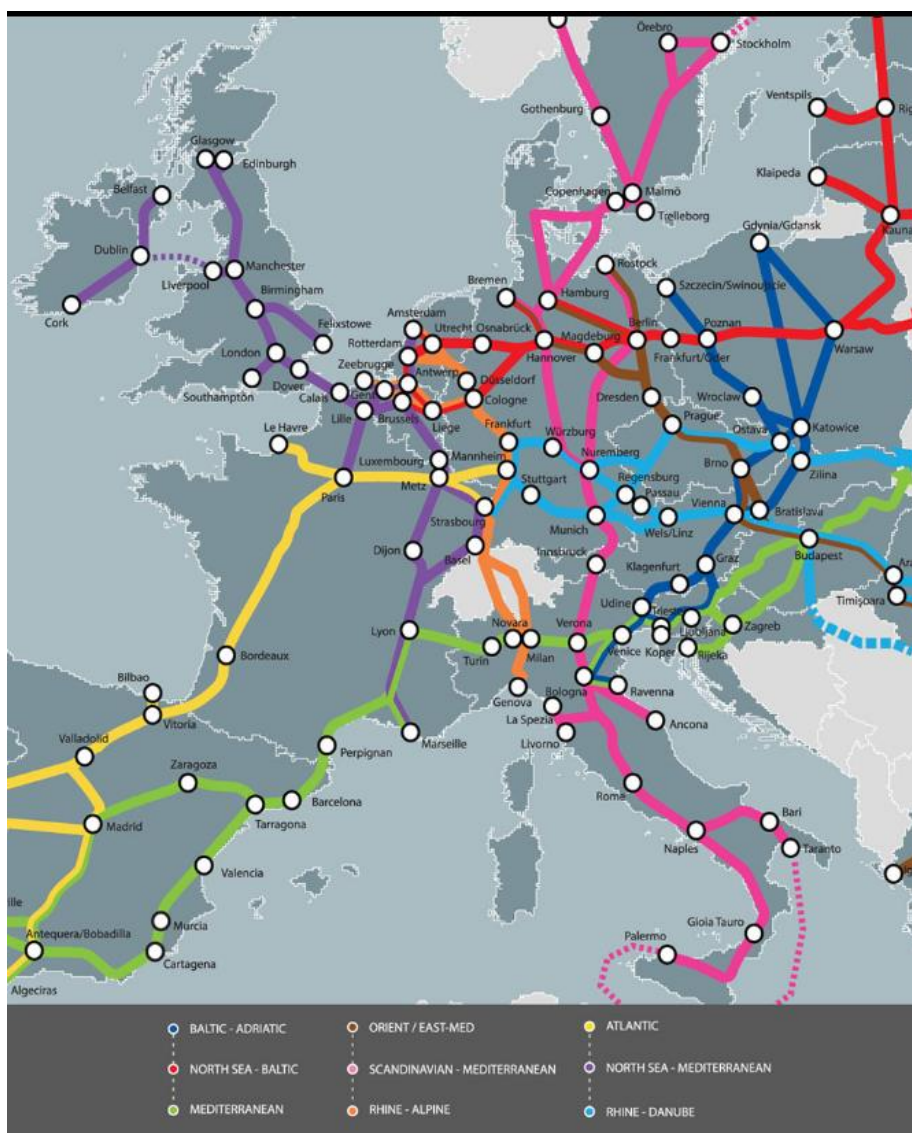 Örebro
Stockholm
Gothenburg
Ventspils
Rig
Glasgow
Edinburgh
Klaipeda
Belfast
Copenhagen
Malmö
Trelleborg
Kauna
Gdynia/Gdansk
Dublin
Liverpool
Manchester
Rostock
Bremen
Hamburg
Szczecin/Swinoujscie
Cork
Birmingham
Felixstowe
Amsterdam
Utrecht
Osnabrück
Magdeburg
Berlin
Poznan
Warsaw
Rotterdam
London
Zeebrugge
Hannover
Frankfurt/Oder
Southampton
Dover
Calais
Gent
Antwerp
Düsseldorf
Dresden
Wroclaw
Lille
Brussels
Liege
Cologne
Prague
Ostava
Katowice
Le Havre
Frankfurt
Würzburg
Luxembourg
Mannheim
Nuremberg
Brno
Zilina
Paris
Metz
Stuttgart
Regensburg
Passau
Vienna
Bratislava
Strasbourg
Munich
Wels/Linz
Dijon
Basel
Innsbruck
Klagenfurt
Graz
Budapest
Ara
Timişoara
Udine
Trieste
Novara
Verona
Ljubljana
Zagreb
Lyon
Turin
Milan
Venice
Koper
Rijeka
Bordeaux
Bilbao
Genova
Bologna
Ravenna
Vitoria
La Spezia
Ancona
Valladolid
Perpignan
Marseille
Livorno
Zaragoza
Rome
Barcelona
Madrid
Tarragona
Bari
Naples
Taranto
Valencia
ille
Murcia
Antequera/Bobadilla
Palermo
Gioia Tauro
Cartagena
Algeciras
BALTIC - ADRIATIC
ORIENT / EAST-MED
ATLANTIC
NORTH SEA - BALTIC
SCANDINAVIAN - MEDITERRANEAN
NORTH SEA - MEDITERRANEAN
MEDITERRANEAN
RHINE - ALPINE
RHINE - DANUBE